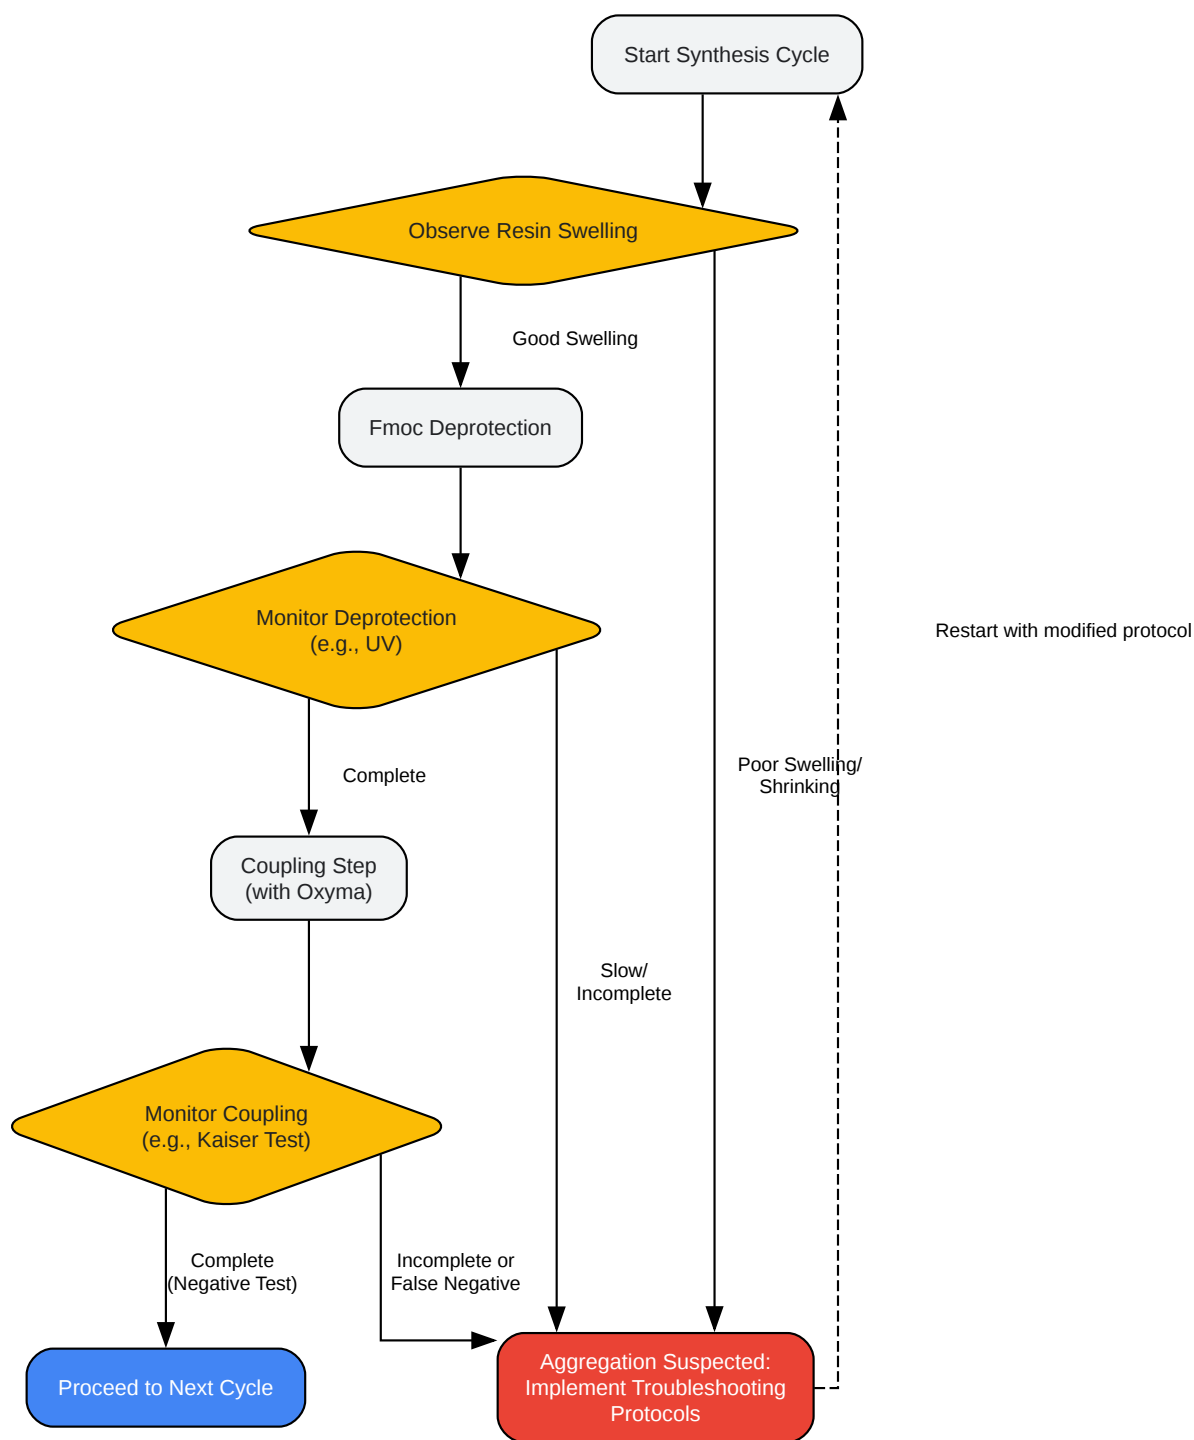 Start Synthesis Cycle
Observe Resin Swelling
Good Swelling
Fmoc Deprotection
Monitor Deprotection
(e.g., UV)
Restart with modified protocol
Complete
Poor Swelling/
Shrinking
Coupling Step
(with Oxyma)
Slow/
Incomplete
Monitor Coupling
(e.g., Kaiser Test)
Complete
(Negative Test)
Incomplete or
False Negative
Proceed to Next Cycle
Aggregation Suspected:
Implement Troubleshooting
Protocols